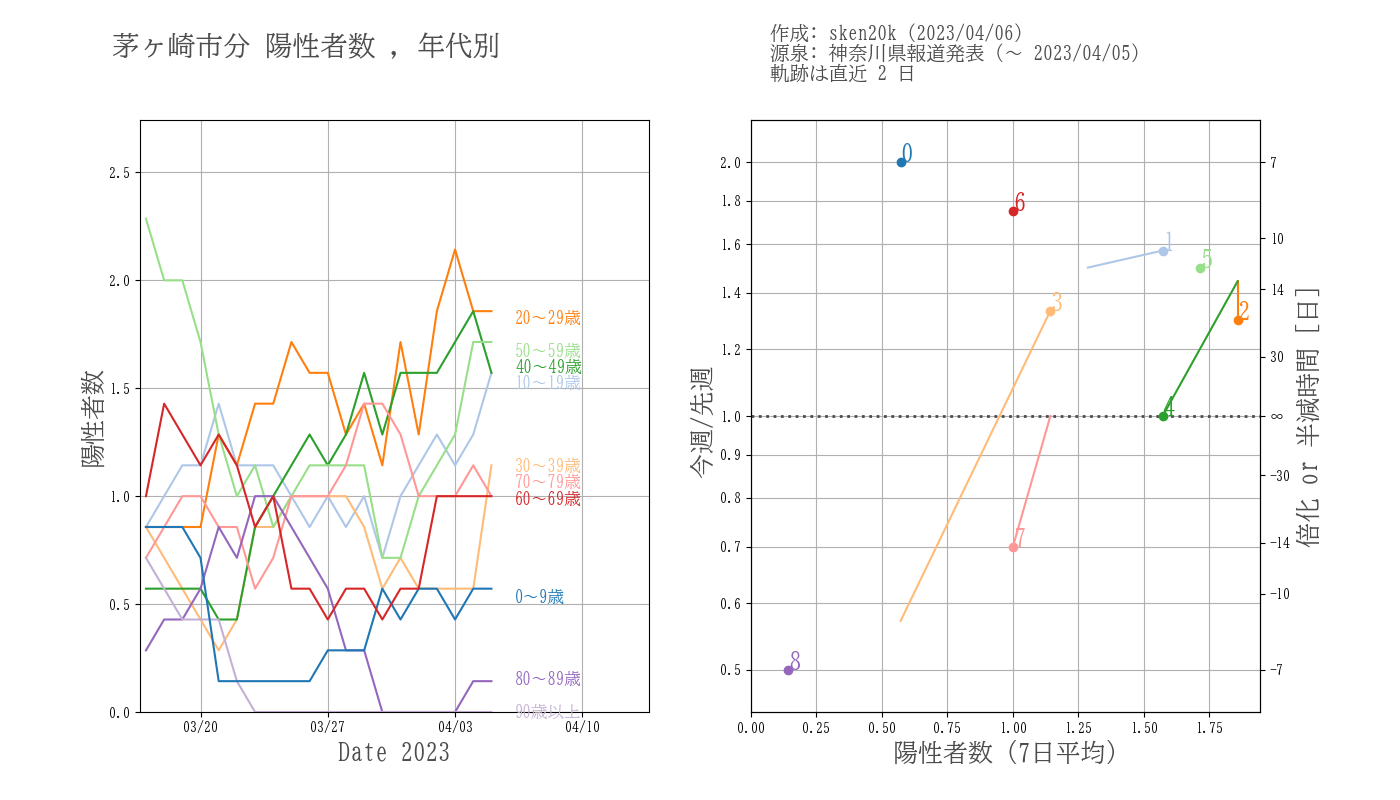 茅ヶ崎市分 陽性者数 , 年代別
作成: sken20k (2023/04/06)
源泉: 神奈川県報道発表 (～ 2023/04/05)
軌跡は直近 2 日
陽性者数
2.5
2.0
1.5
1.0
0.5
0.0
20～29歳
50～59歳
40～49歳
10～19歳
30～39歳
70～79歳
60～69歳
0～9歳
80～89歳
90歳以上
03/20
03/27
04/03
04/10
Date 2023
今週/先週
2.0
1.8
1.6
1.4
1.2
1.0
0.9
0.8
0.7
0.6
0.5
0
6
1
5
3
2
4
7
8
7
10
14
30
∞
-30
-14
-10
-7
倍化 or 半減時間 [日]
0.00
0.25
0.50
0.75
1.00
1.25
1.50
1.75
陽性者数 (7日平均)